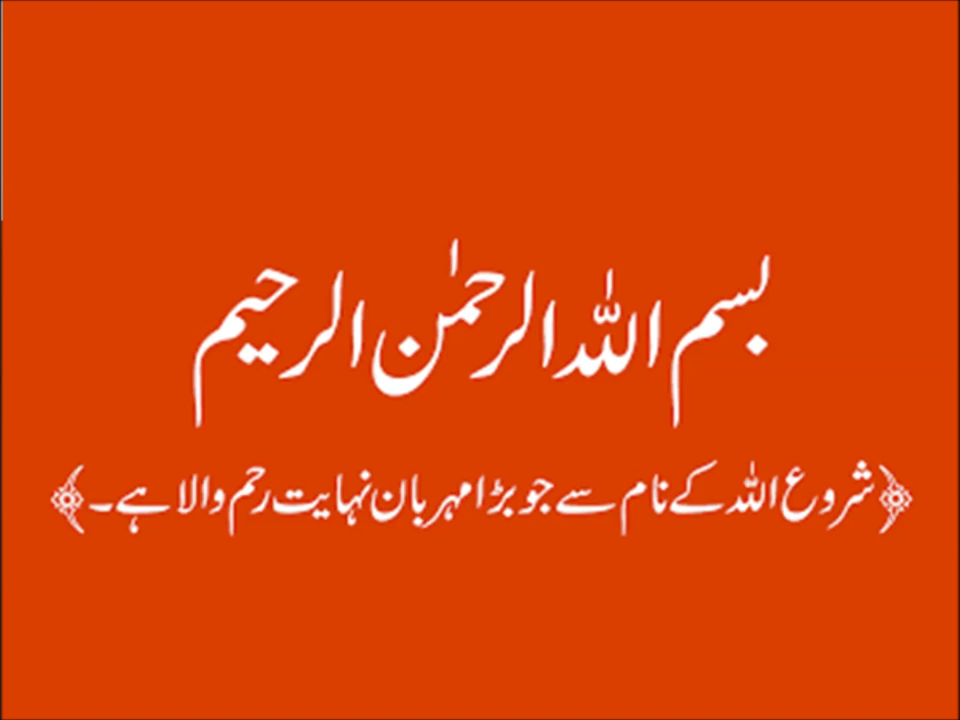 بسم اللہ الرحمٰن الرحیم
﴿شروع اللہ کے نام سے جو بڑا مہربان نہایت رحم والا ہے۔﴾